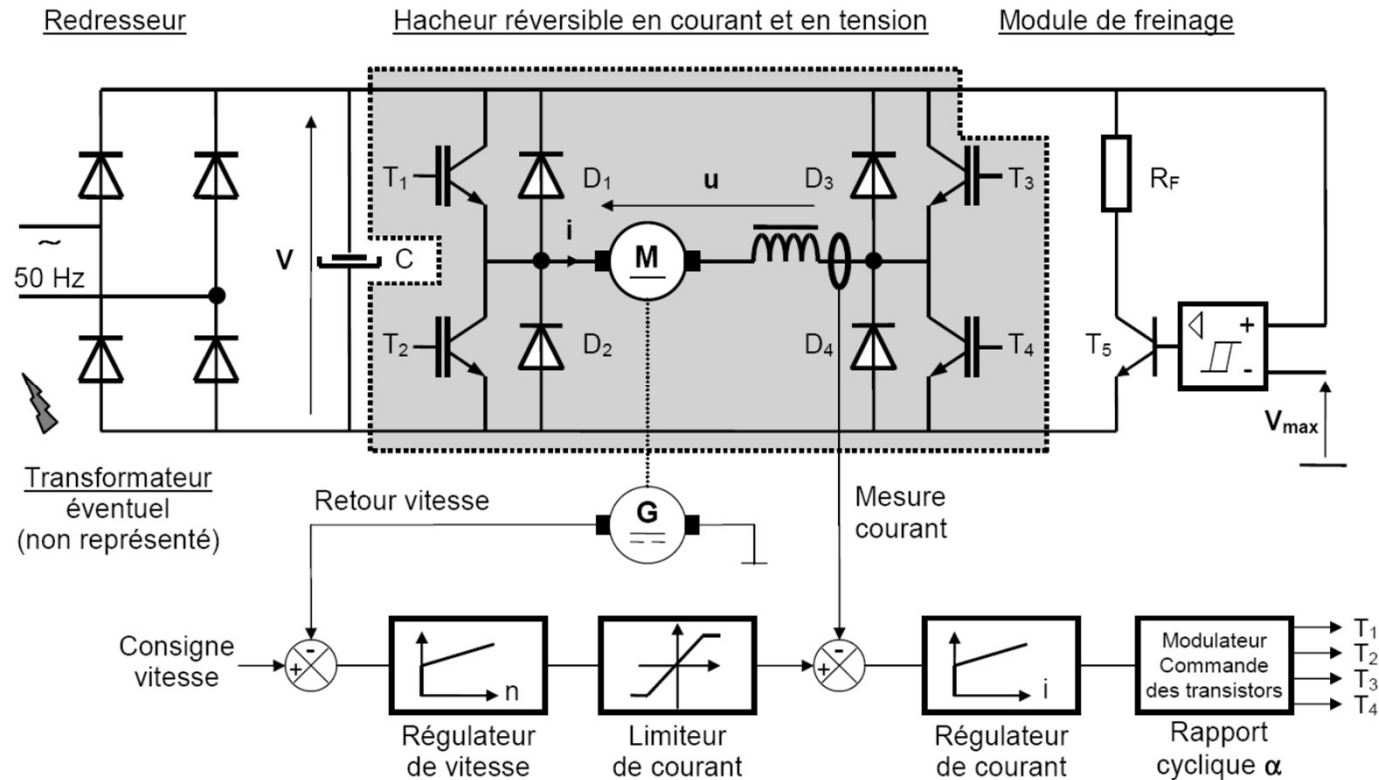 Redresseur
Hacheur réversible en courant et en tension
Module de freinage
T1
D1
u
D3
T3
RF
~
50 Hz
V
C
i
M
T2
D2
D4
T4
T5
+
-
Vmax
Transformateur
éventuel
(non représenté)
Retour vitesse
G
Mesure
courant
Consigne
vitesse
+
-
n
-
+
i
Modulateur
Commande
des transistors
T1
T2
T3
T4
Régulateur
de vitesse
Limiteur
de courant
Régulateur
de courant
Rapport
cyclique α